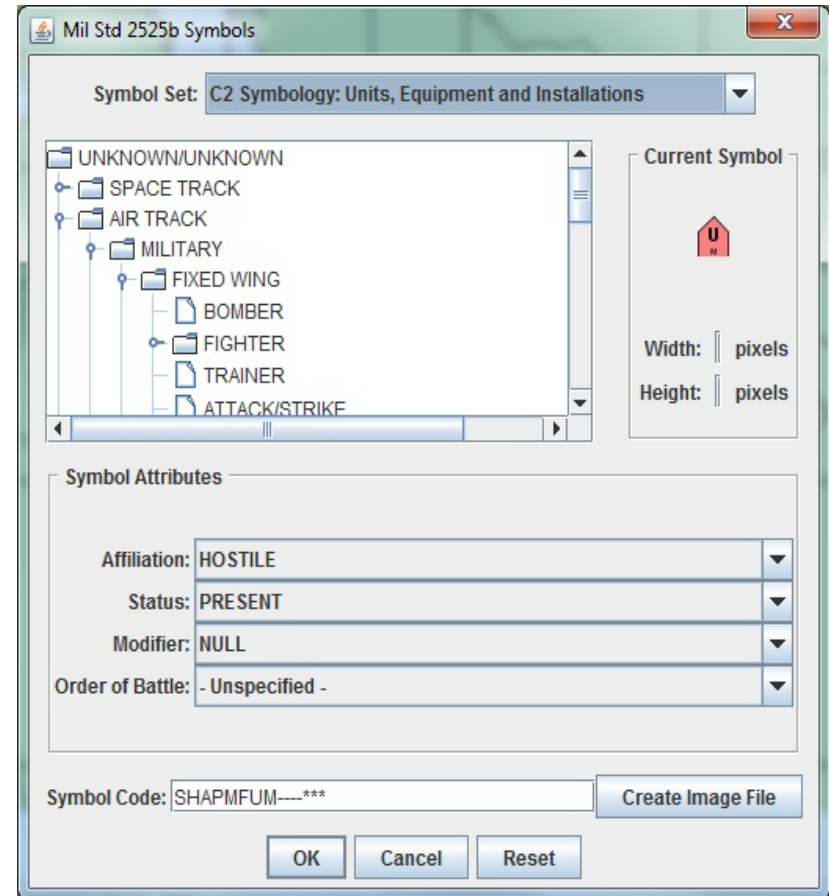 Mil Std 2525b Symbols
Symbol Set: C2 Symbology: Units, Equipment and Installations
UNKNOWN/UNKNOWN
SPACE TRACK
AIR TRACK
MILITARY
FIXED WING
BOMBER
FIGHTER
TRAINER
ATTACK/STRIKE
Current Symbol
U
M
Width: pixels
Height: pixels
Symbol Attributes
Affiliation: HOSTILE
Status: PRESENT
Modifier: NULL
Order of Battle: - Unspecified -
Symbol Code: SHAPMFUM----***
Create Image File
OK Cancel Reset